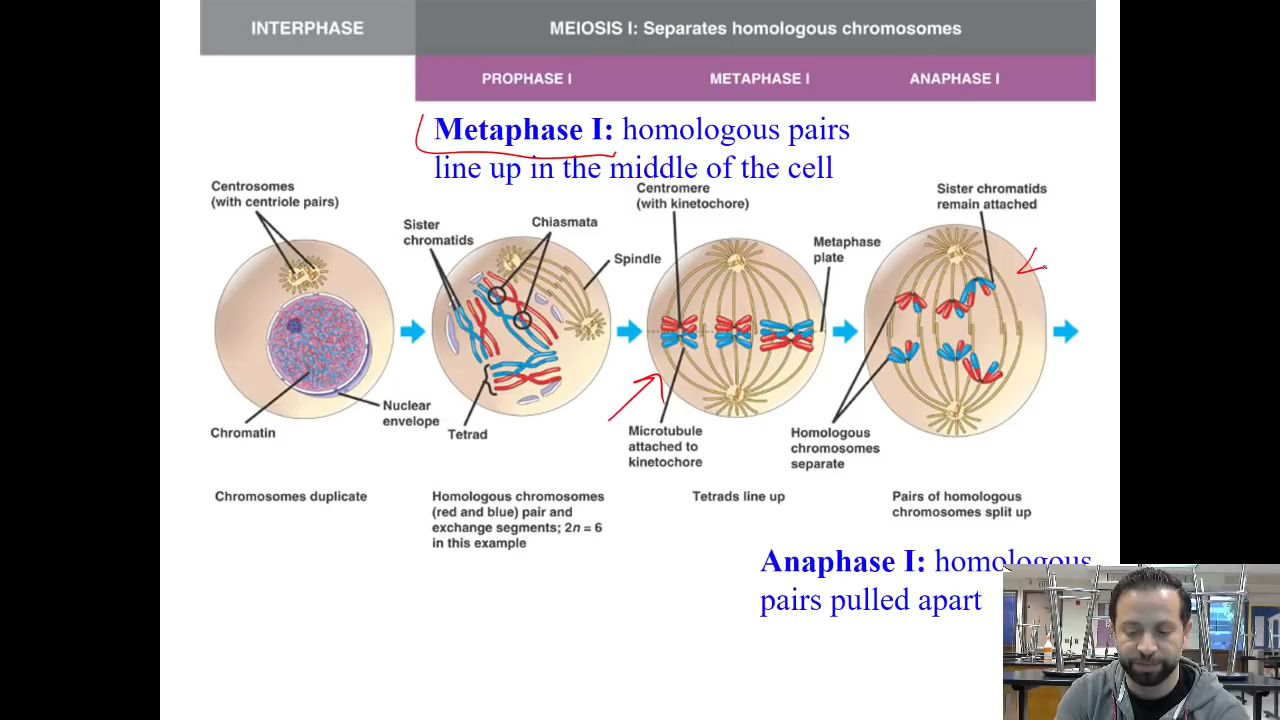 INTERPHASE
MEIOSIS I: Separates homologous chromosomes
PROPHASE I
METAPHASE I
ANAPHASE I
Metaphase I: homologous pairs
line up in the middle of the cell
Centrosomes
(with centriole pairs)
Sister
chromatids
Chiasmata
Spindle
Centromere
(with kinetochore)
Metaphase
plate
Sister chromatids
remain attached
Chromatin
Nuclear
envelope
Tetrad
Microtubule
attached to
kinetochore
Homologous
chromosomes
separate
Chromosomes duplicate
Homologous chromosomes
(red and blue) pair and
exchange segments; 2n = 6
in this example
Tetrads line up
Pairs of homologous
chromosomes split up
Anaphase I: homologous
pairs pulled apart